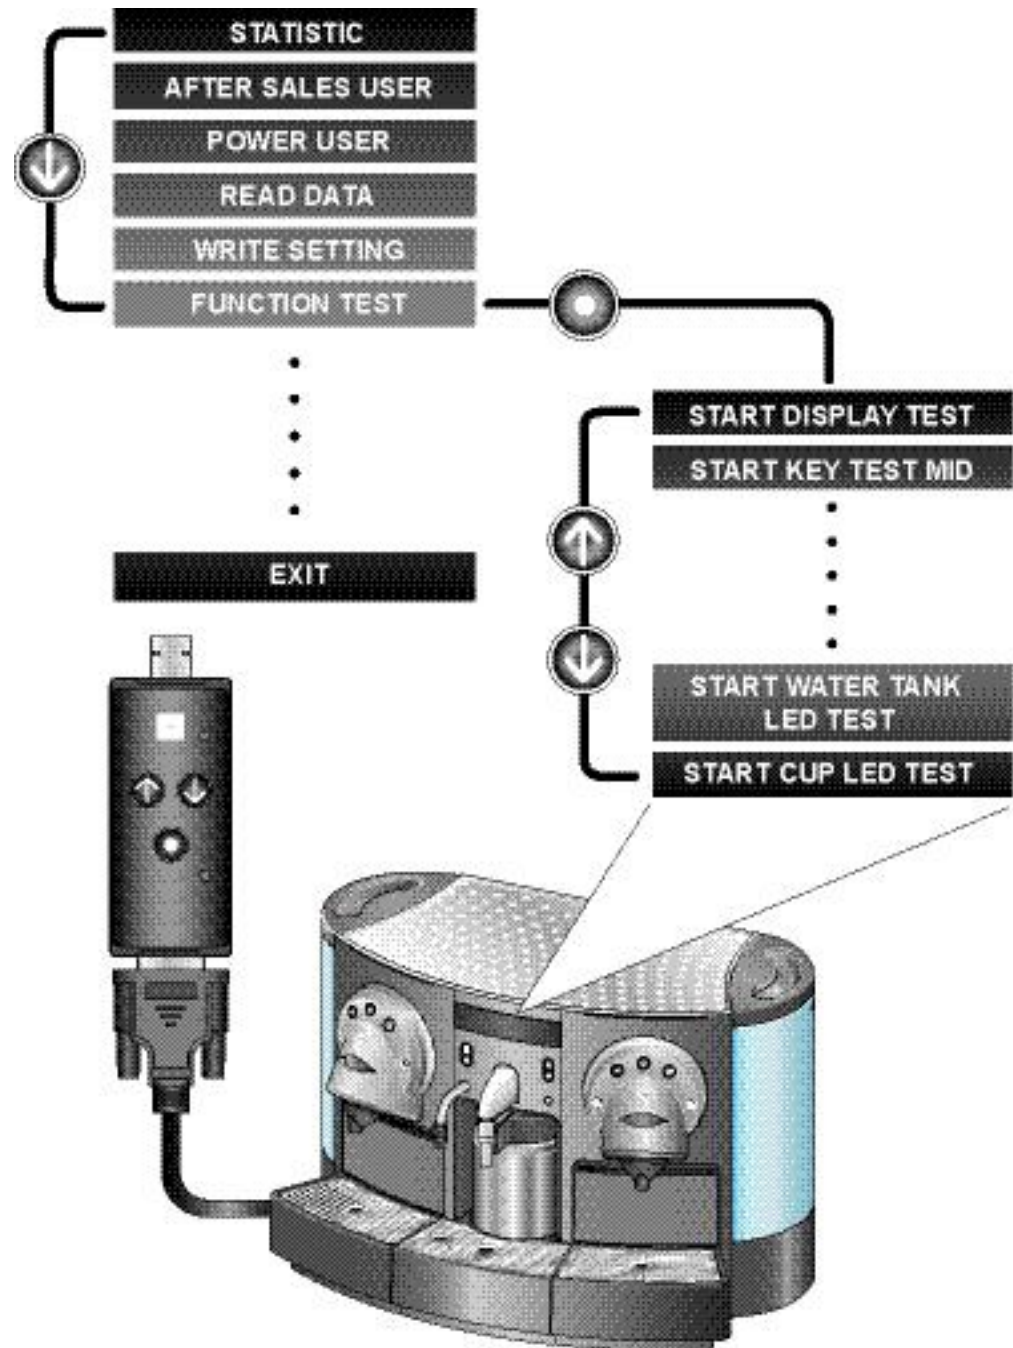 STATISTIC
AFTER SALES USER
POWER USER
READ DATA
WRITE SETTING
FUNCTION TEST
EXIT
START DISPLAY TEST
START KEY TEST MID
START WATER TANK
LED TEST
START CUP LED TEST